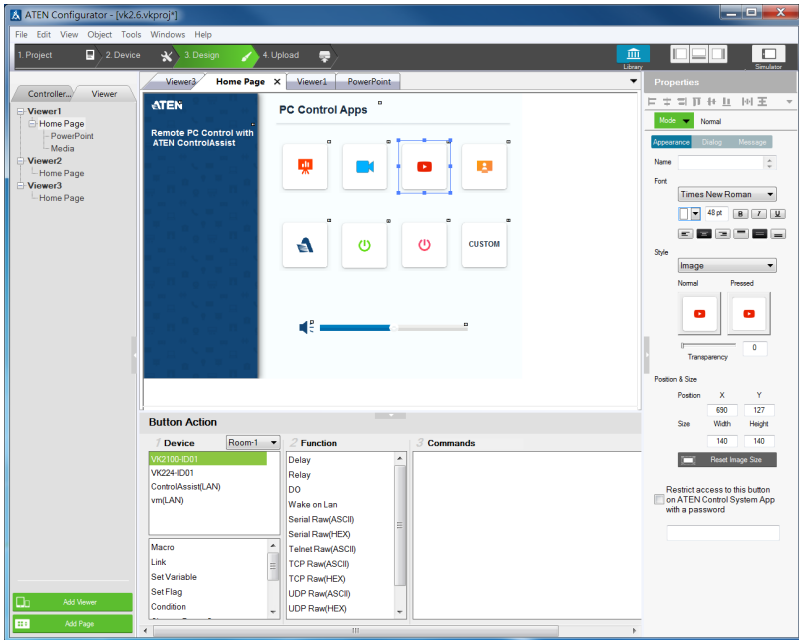 ATEN Configurator - [vk2.6.vkproj*]
File Edit View Object Tools Windows Help
1. Project 2. Device 3. Design 4. Upload
Library
Simulator
Controller... Viewer
Viewer1
Home Page
PowerPoint
Media
Viewer2
Home Page
Viewer3
Home Page
Add Viewer
Add Page
Viewer3 Home Page X Viewer1 PowerPoint
ATEN
Remote PC Control with
ATEN ControlAssist
PC Control Apps
CUSTOM
Button Action
1 Device Room-1
VK2100-ID01
VK224-ID01
ControlAssist(LAN)
vm(LAN)
Macro
Link
Set Variable
Set Flag
Condition
2 Function
Delay
Relay
DO
Wake on Lan
Serial Raw(ASCII)
Serial Raw(HEX)
Telnet Raw(ASCII)
TCP Raw(ASCII)
TCP Raw(HEX)
UDP Raw(ASCII)
UDP Raw(HEX)
3 Commands
Properties
Mode Normal
Appearance Dialog Message
Name
Font
Times New Roman
48 pt B I U
Style
Image
Normal Pressed
0
Transparency
Position & Size
Position X Y
690 127
Size Width Height
140 140
Reset Image Size
Restrict access to this button
on ATEN Control System App
with a password